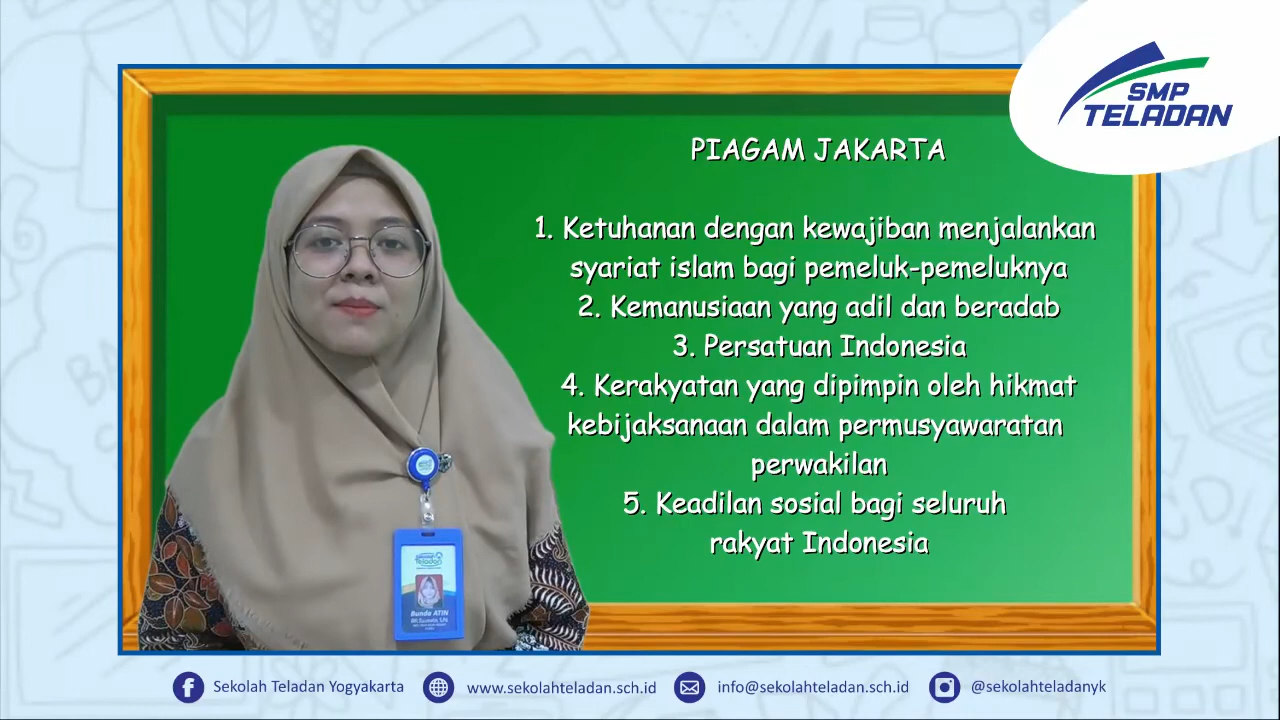 SMP
TELADAN
PIAGAM JAKARTA
1. Ketuhanan dengan kewajiban menjalankan
syariat islam bagi pemeluk-pemeluknya
2. Kemanusiaan yang adil dan beradab
3. Persatuan Indonesia
4. Kerakyatan yang dipimpin oleh hikmat
kebijaksanaan dalam permusyawaratan
perwakilan
5. Keadilan sosial bagi seluruh
rakyat Indonesia
Teladan
Bunda ATIN
Sekolah Teladan Yogyakarta
www.sekolahteladan.sch.id
info@sekolahteladan.sch.id
@sekolahteladanyk